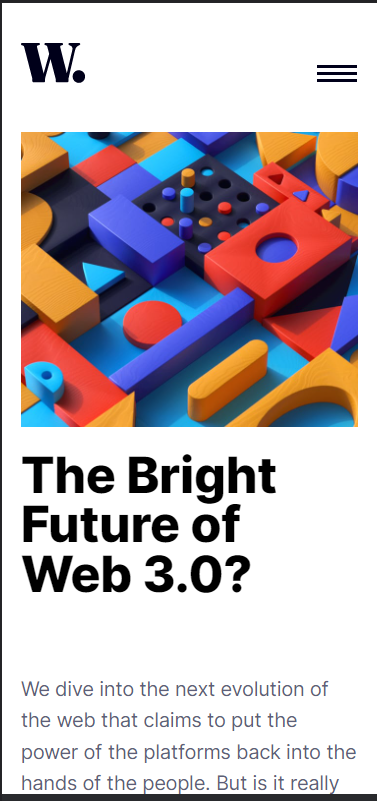 W.
The Bright
Future of
Web 3.0?
We dive into the next evolution of
the web that claims to put the
power of the platforms back into the
hands of the people. But is it really